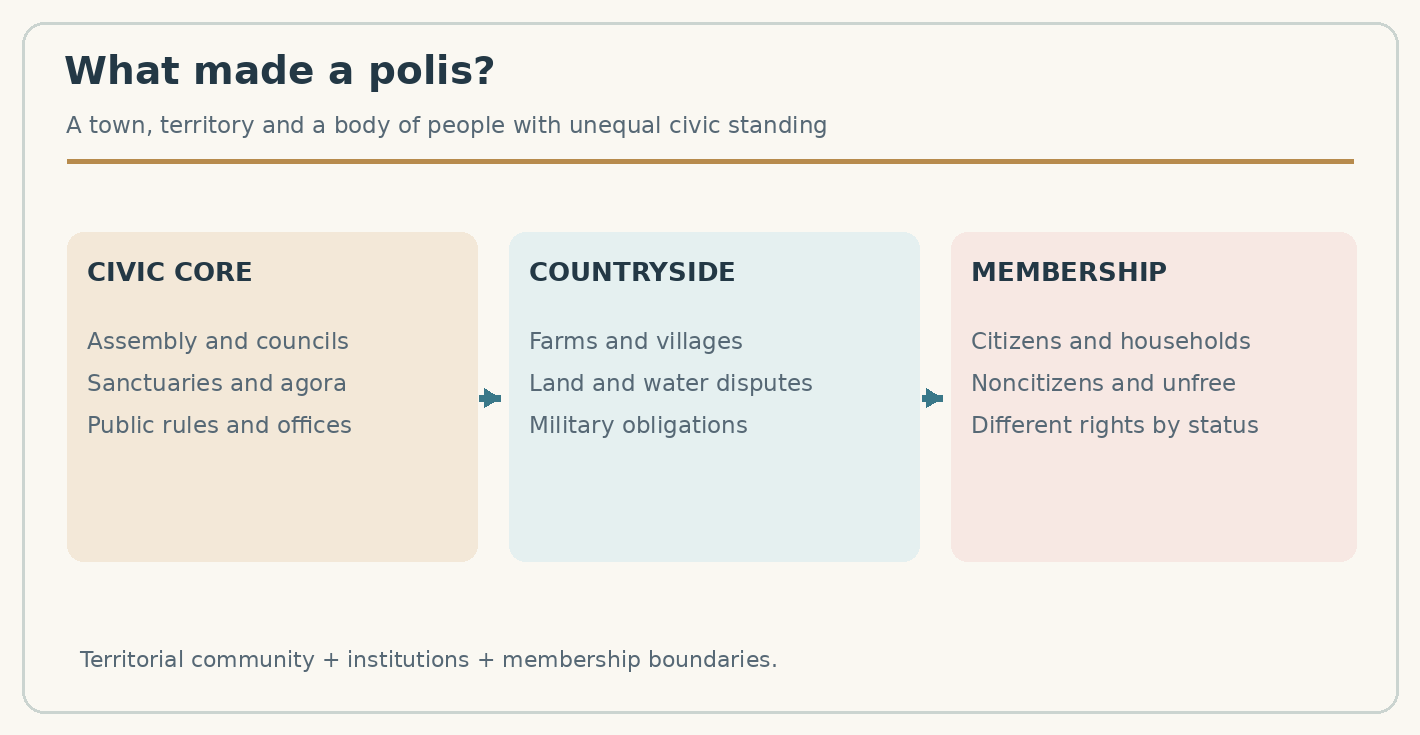 What made a polis?
A town, territory and a body of people with unequal civic standing
CIVIC CORE
Assembly and councils
Sanctuaries and agora
Public rules and offices
COUNTRYSIDE
Farms and villages
Land and water disputes
Military obligations
MEMBERSHIP
Citizens and households
Noncitizens and unfree
Different rights by status
Territorial community + institutions + membership boundaries.